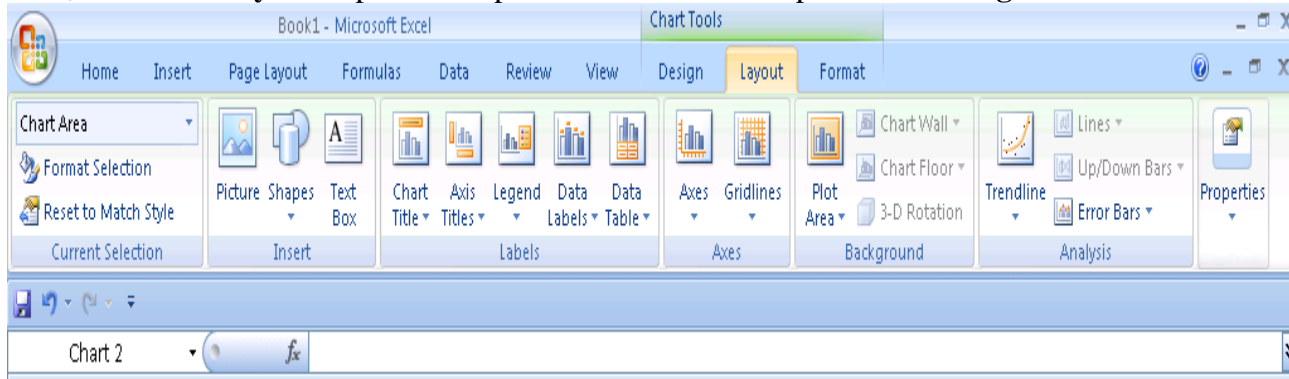 Book1 - Microsoft Excel
Chart Tools
Home Insert Page Layout Formulas Data Review View Design Layout Format
Chart Area
Format Selection
Reset to Match Style
Current Selection
Picture Shapes Text Box
Insert
Chart Title Axis Titles Legend Data Labels Data Table
Labels
Axes Gridlines
Axes
Plot Area
Chart Wall
Chart Floor
3-D Rotation
Background
Trendline
Lines
Up/Down Bars
Error Bars
Analysis
Properties
Chart 2
fx